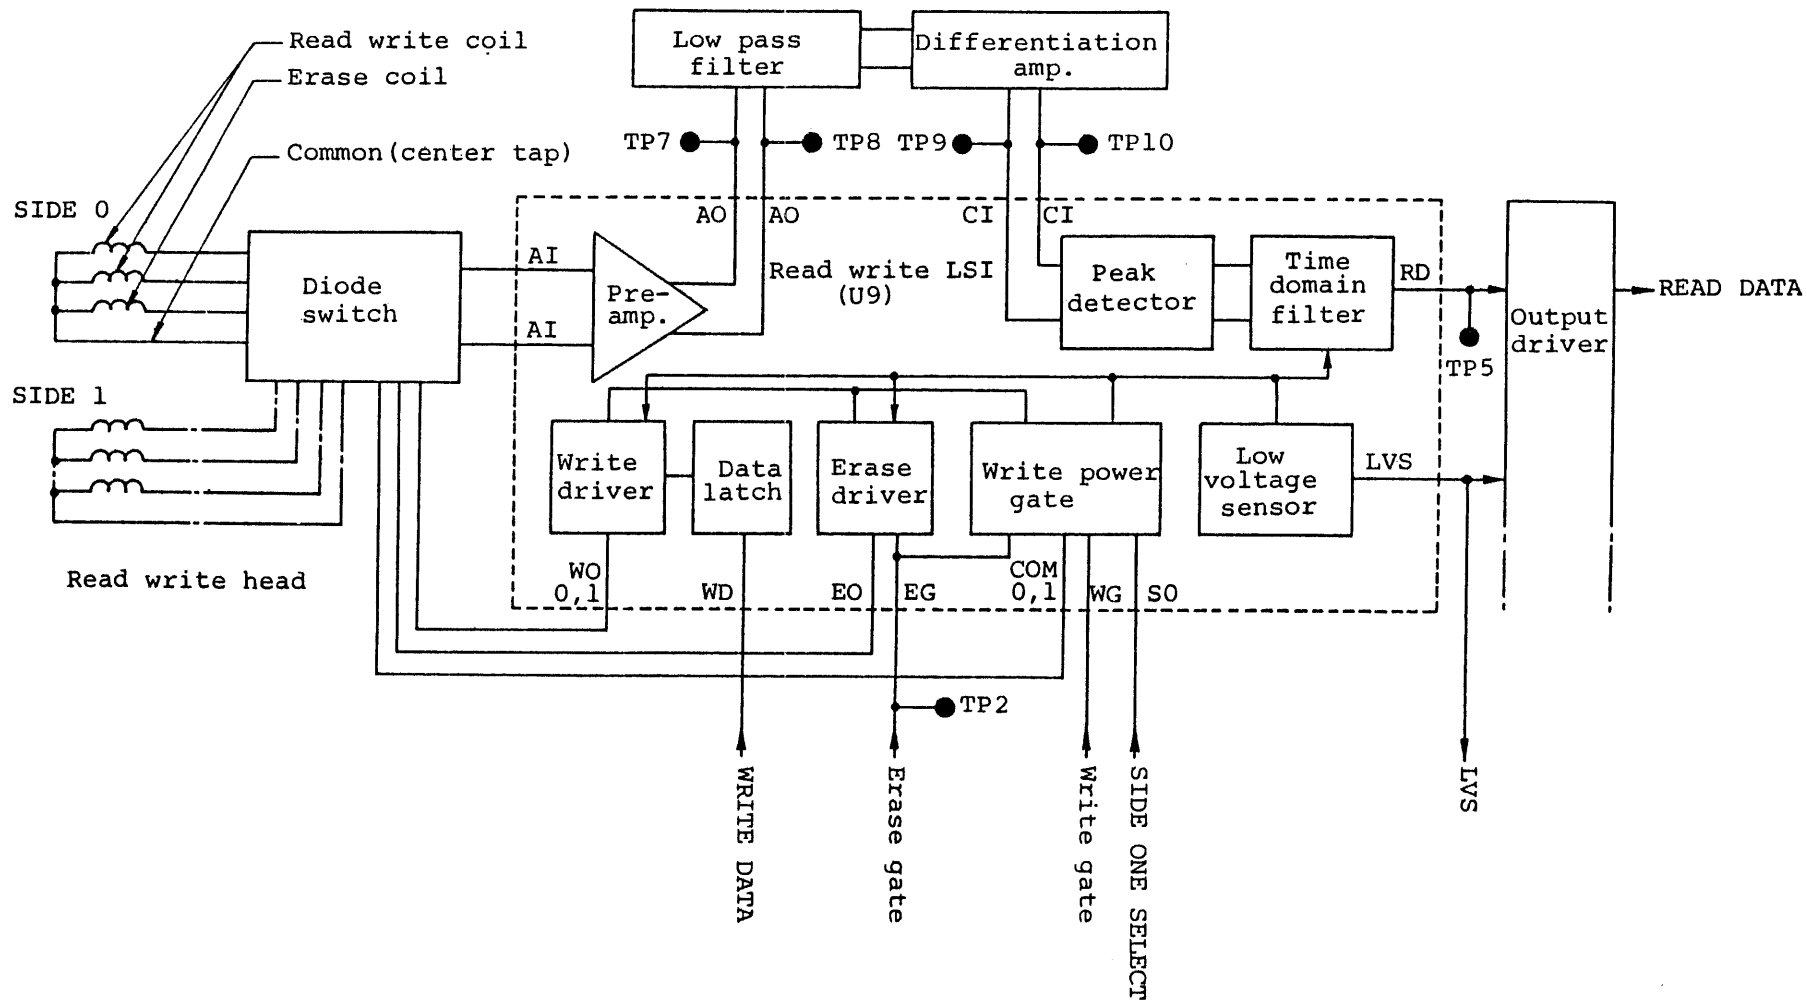 Read write coil
Erase coil
Common(center tap)
Low pass
filter
Differentiation
amp.
TP7
TP8
TP9
TP10
SIDE 0
AO
AO
CI
CI
Diode
switch
AI
AI
Pre-
amp.
Read write LSI
(U9)
Peak
detector
Time
domain
filter
RD
READ DATA
Output
driver
TP5
SIDE 1
Write
driver
Data
latch
Erase
driver
Write power
gate
Low
voltage
sensor
LVS
Read write head
WO
0,1
WD
EO
EG
COM
0,1
WG
SO
TP2
WRITE DATA
Erase gate
Write gate
SIDE ONE SELECT
LVS